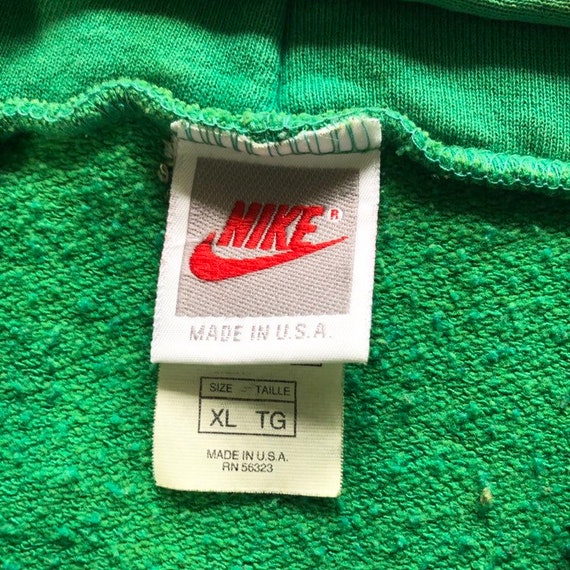 NIKE ®
MADE IN U.S.A.
SIZE TAILLE
XL TG
MADE IN U.S.A.
RN 56323